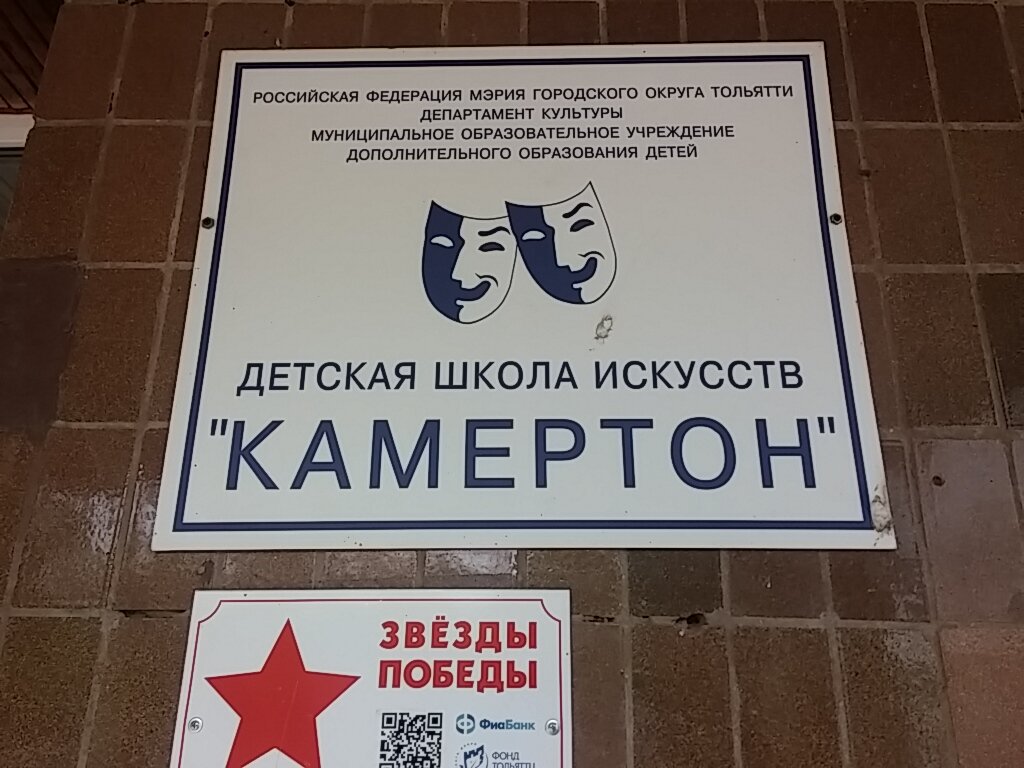 РОССИЙСКАЯ ФЕДЕРАЦИЯ МЭРИЯ ГОРОДСКОГО ОКРУГА ТОЛЬЯТТИ
ДЕПАРТАМЕНТ КУЛЬТУРЫ
МУНИЦИПАЛЬНОЕ ОБРАЗОВАТЕЛЬНОЕ УЧРЕЖДЕНИЕ
ДОПОЛНИТЕЛЬНОГО ОБРАЗОВАНИЯ ДЕТЕЙ
ДЕТСКАЯ ШКОЛА ИСКУССТВ
"КАМЕРТОН"
ЗВЁЗДЫ
ПОБЕДЫ
ФиаБанк
ФОНД
ТОЛЬЯТТИ